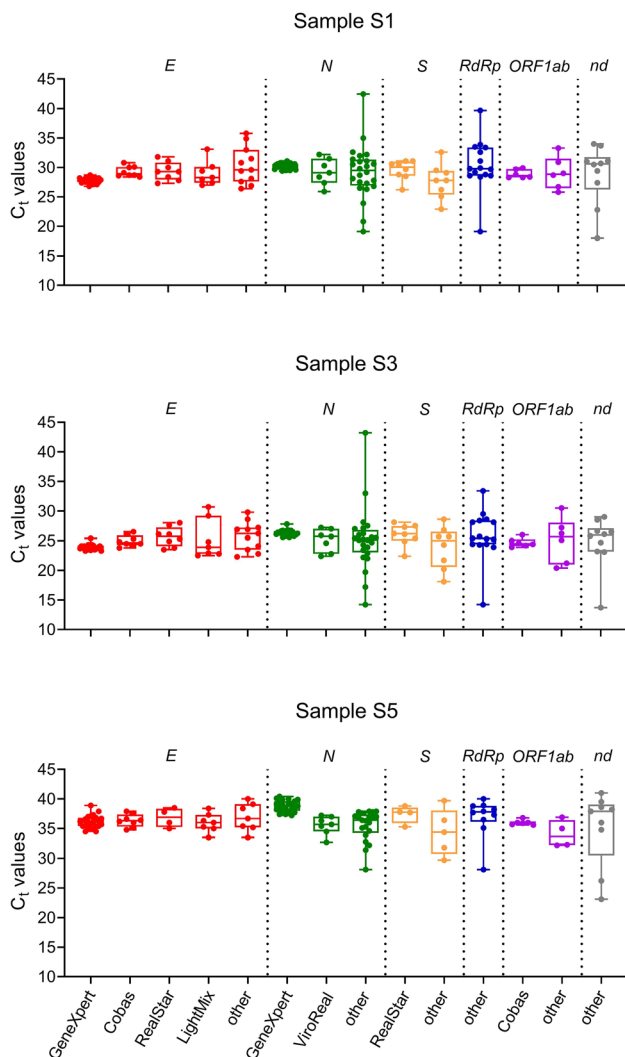 Sample S1
E N S RdRp ORF1ab nd
45
40
35
30
25
20
15
10
Ct values
Sample S3
E N S RdRp ORF1ab nd
45
40
35
30
25
20
15
10
Ct values
Sample S5
E N S RdRp ORF1ab nd
45
40
35
30
25
20
15
10
Ct values
GeneXpert Cobas RealStar LightMix other GeneXpert ViroReal other RealStar other other Cobas other other